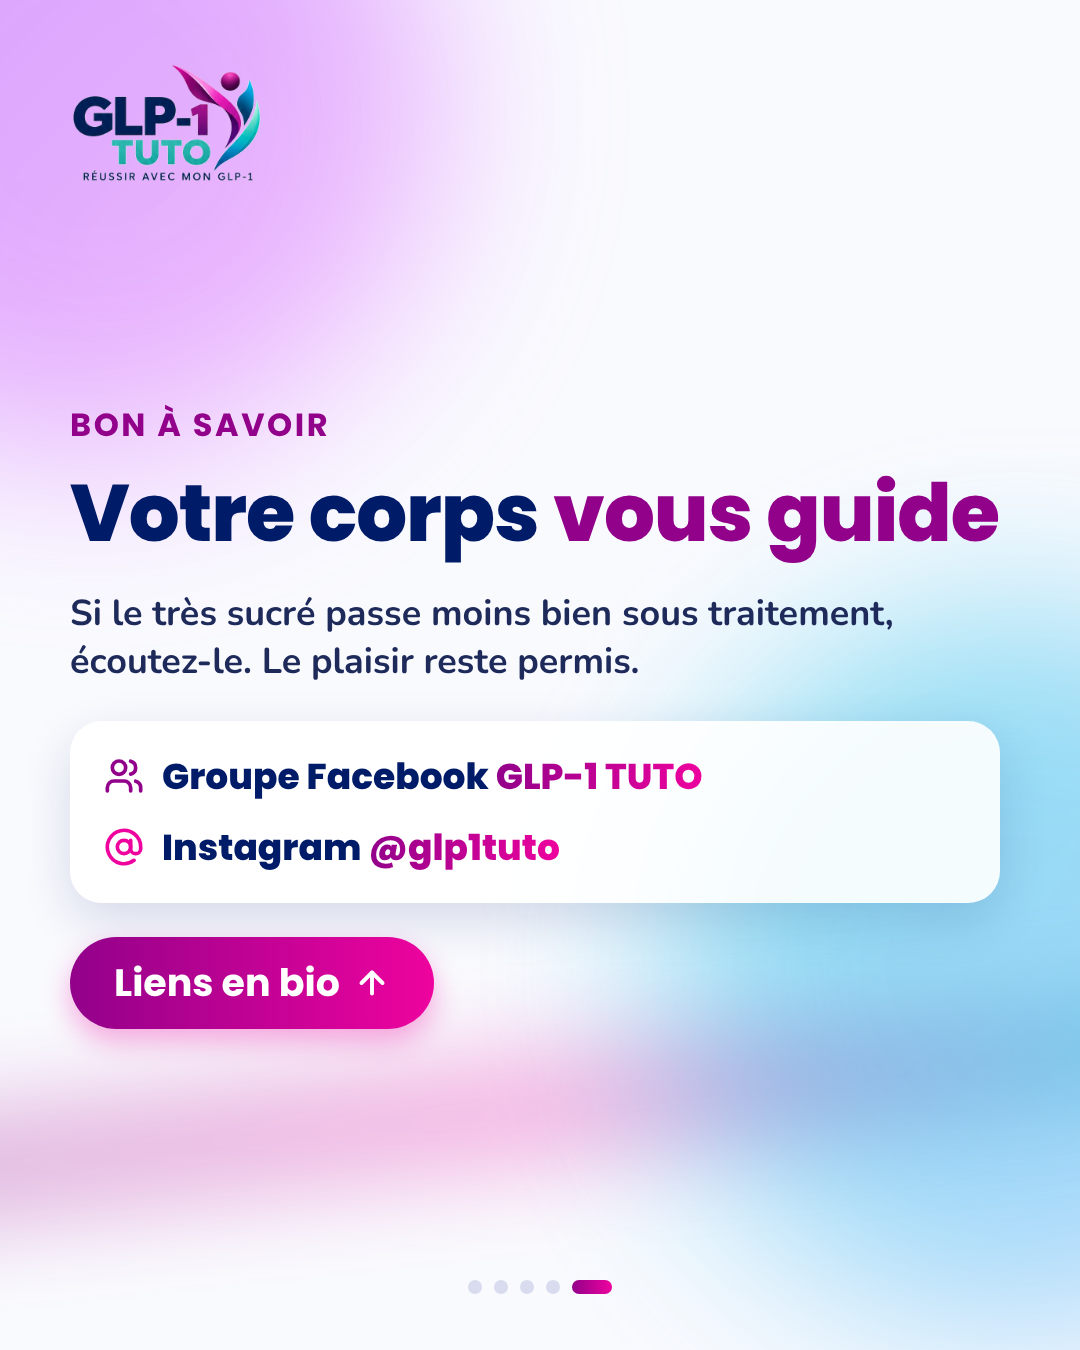 GLP-1
TUTO
RÉUSSIR AVEC MON GLP-1
BON À SAVOIR
Votre corps vous guide
Si le très sucré passe moins bien sous traitement,
écoutez-le. Le plaisir reste permis.
Groupe Facebook GLP-1 TUTO
Instagram @glp1tuto
Liens en bio ↑